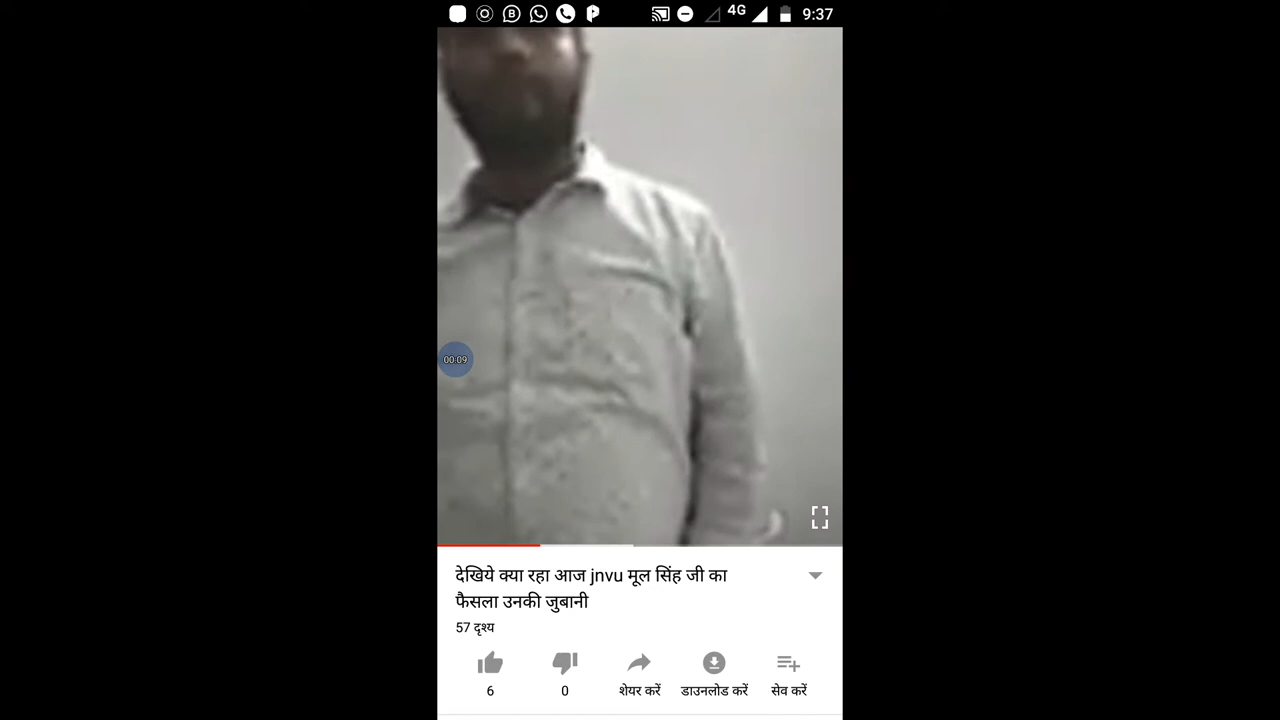 4G 9:37
00:09
देखिये क्या रहा आज jnvu मूल सिंह जी का
फैसला उनकी जुबानी
57 दृश्य
6 0 शेयर करें डाउनलोड करें सेव करें